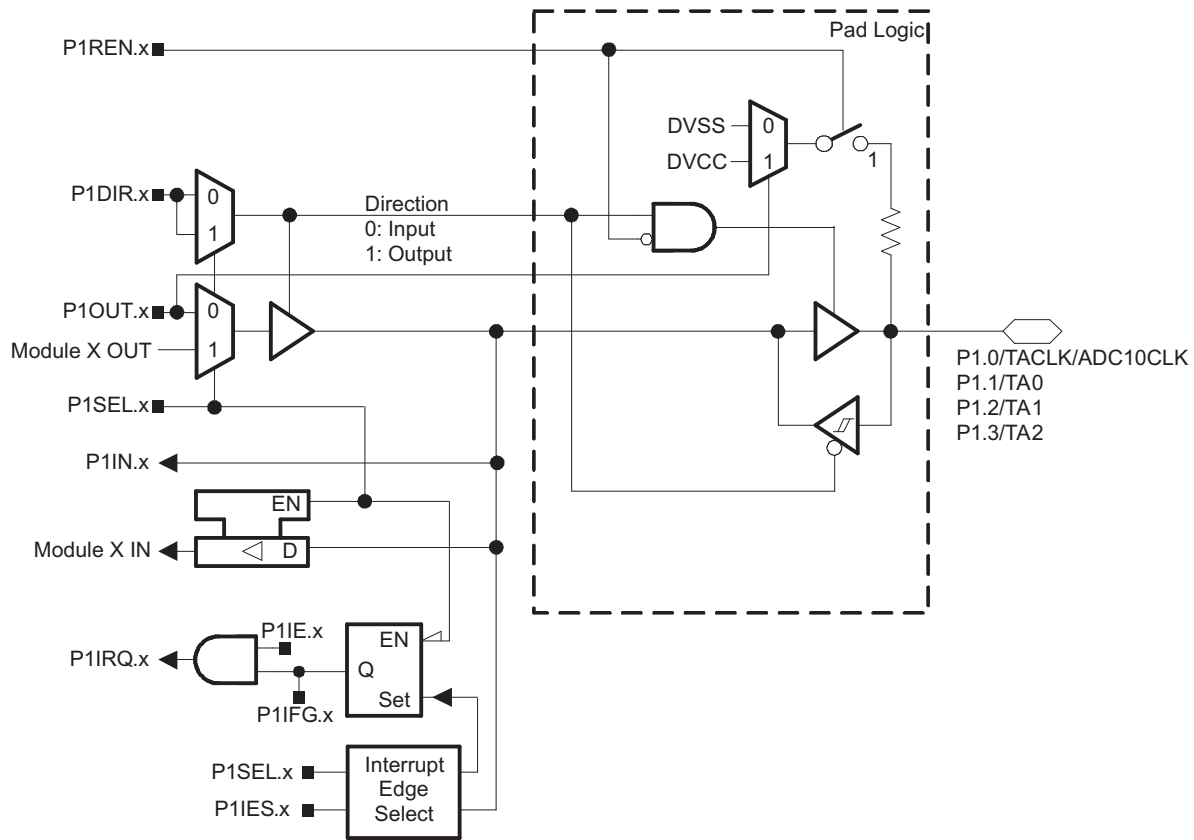 Pad Logic
P1REN.x
DVSS
0
DVCC
1
1
P1DIR.x
0
1
Direction
0: Input
1: Output
P1OUT.x
0
Module X OUT
1
P1SEL.x
P1.0/TACLK/ADC10CLK
P1.1/TA0
P1.2/TA1
P1.3/TA2
P1IN.x
EN
Module X IN
D
P1IE.x
P1IRQ.x
EN
Q
Set
P1IFG.x
P1SEL.x
P1IES.x
Interrupt
Edge
Select